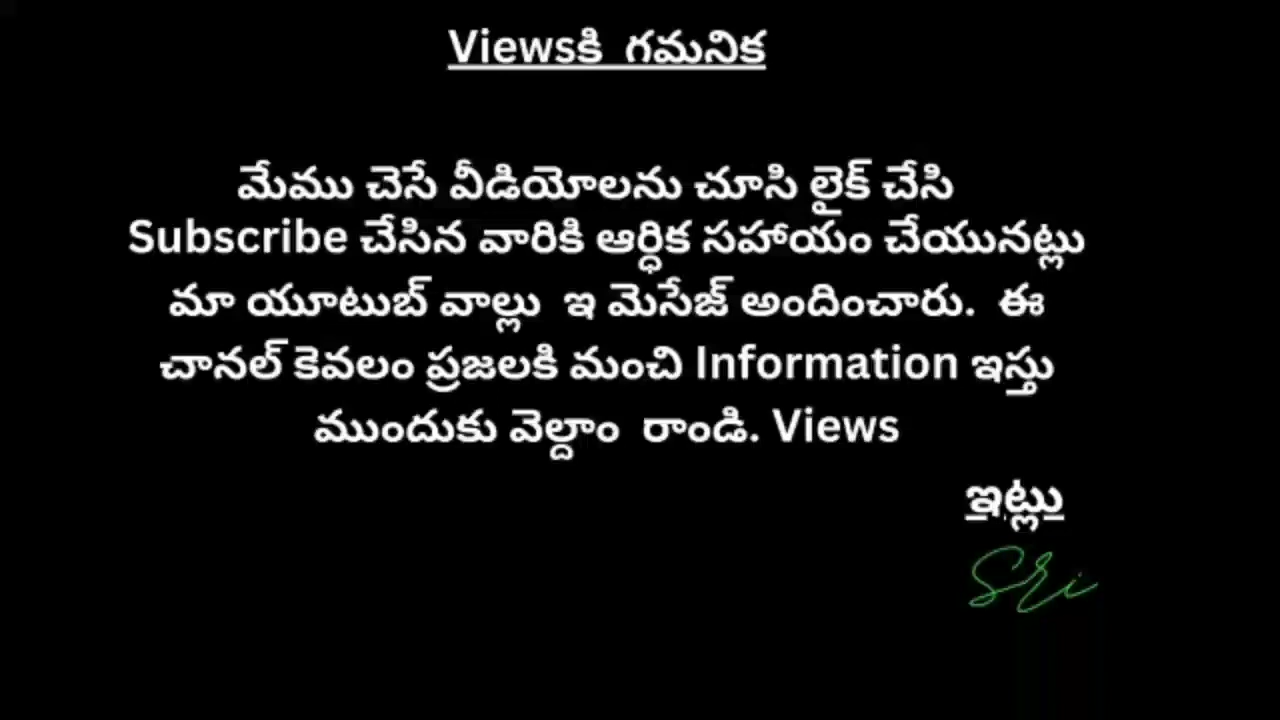 Viewsకి గమనిక
మేము చెసే వీడియోలను చూసి లైక్ చేసి
Subscribe చేసిన వారికి ఆర్ధిక సహాయం చేయునట్లు
మా యూటుబ్ వాల్లు ఇ మెసేజ్ అందించారు. ఈ
చానల్ కెవలం ప్రజలకి మంచి Information ఇస్తు
ముందుకు వెల్దాం రాండి. Views
ఇట్లు
Sri